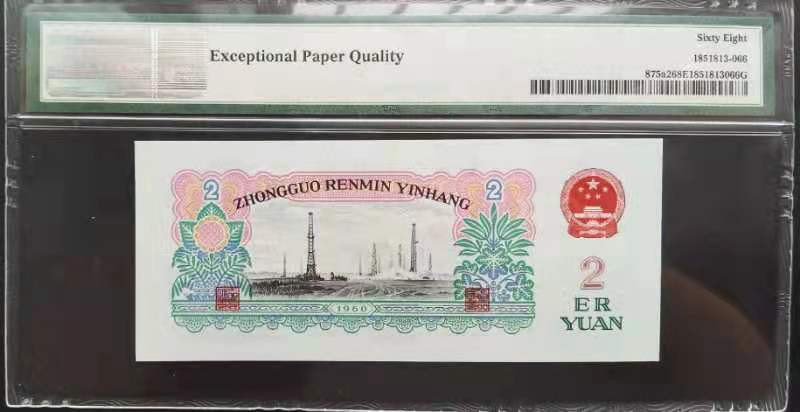 Exceptional Paper Quality
Sixty Eight
1851813-066
875a268E1851813066G
2
2
ZHONGGUO RENMIN YINHANG
1960
2
ER
YUAN